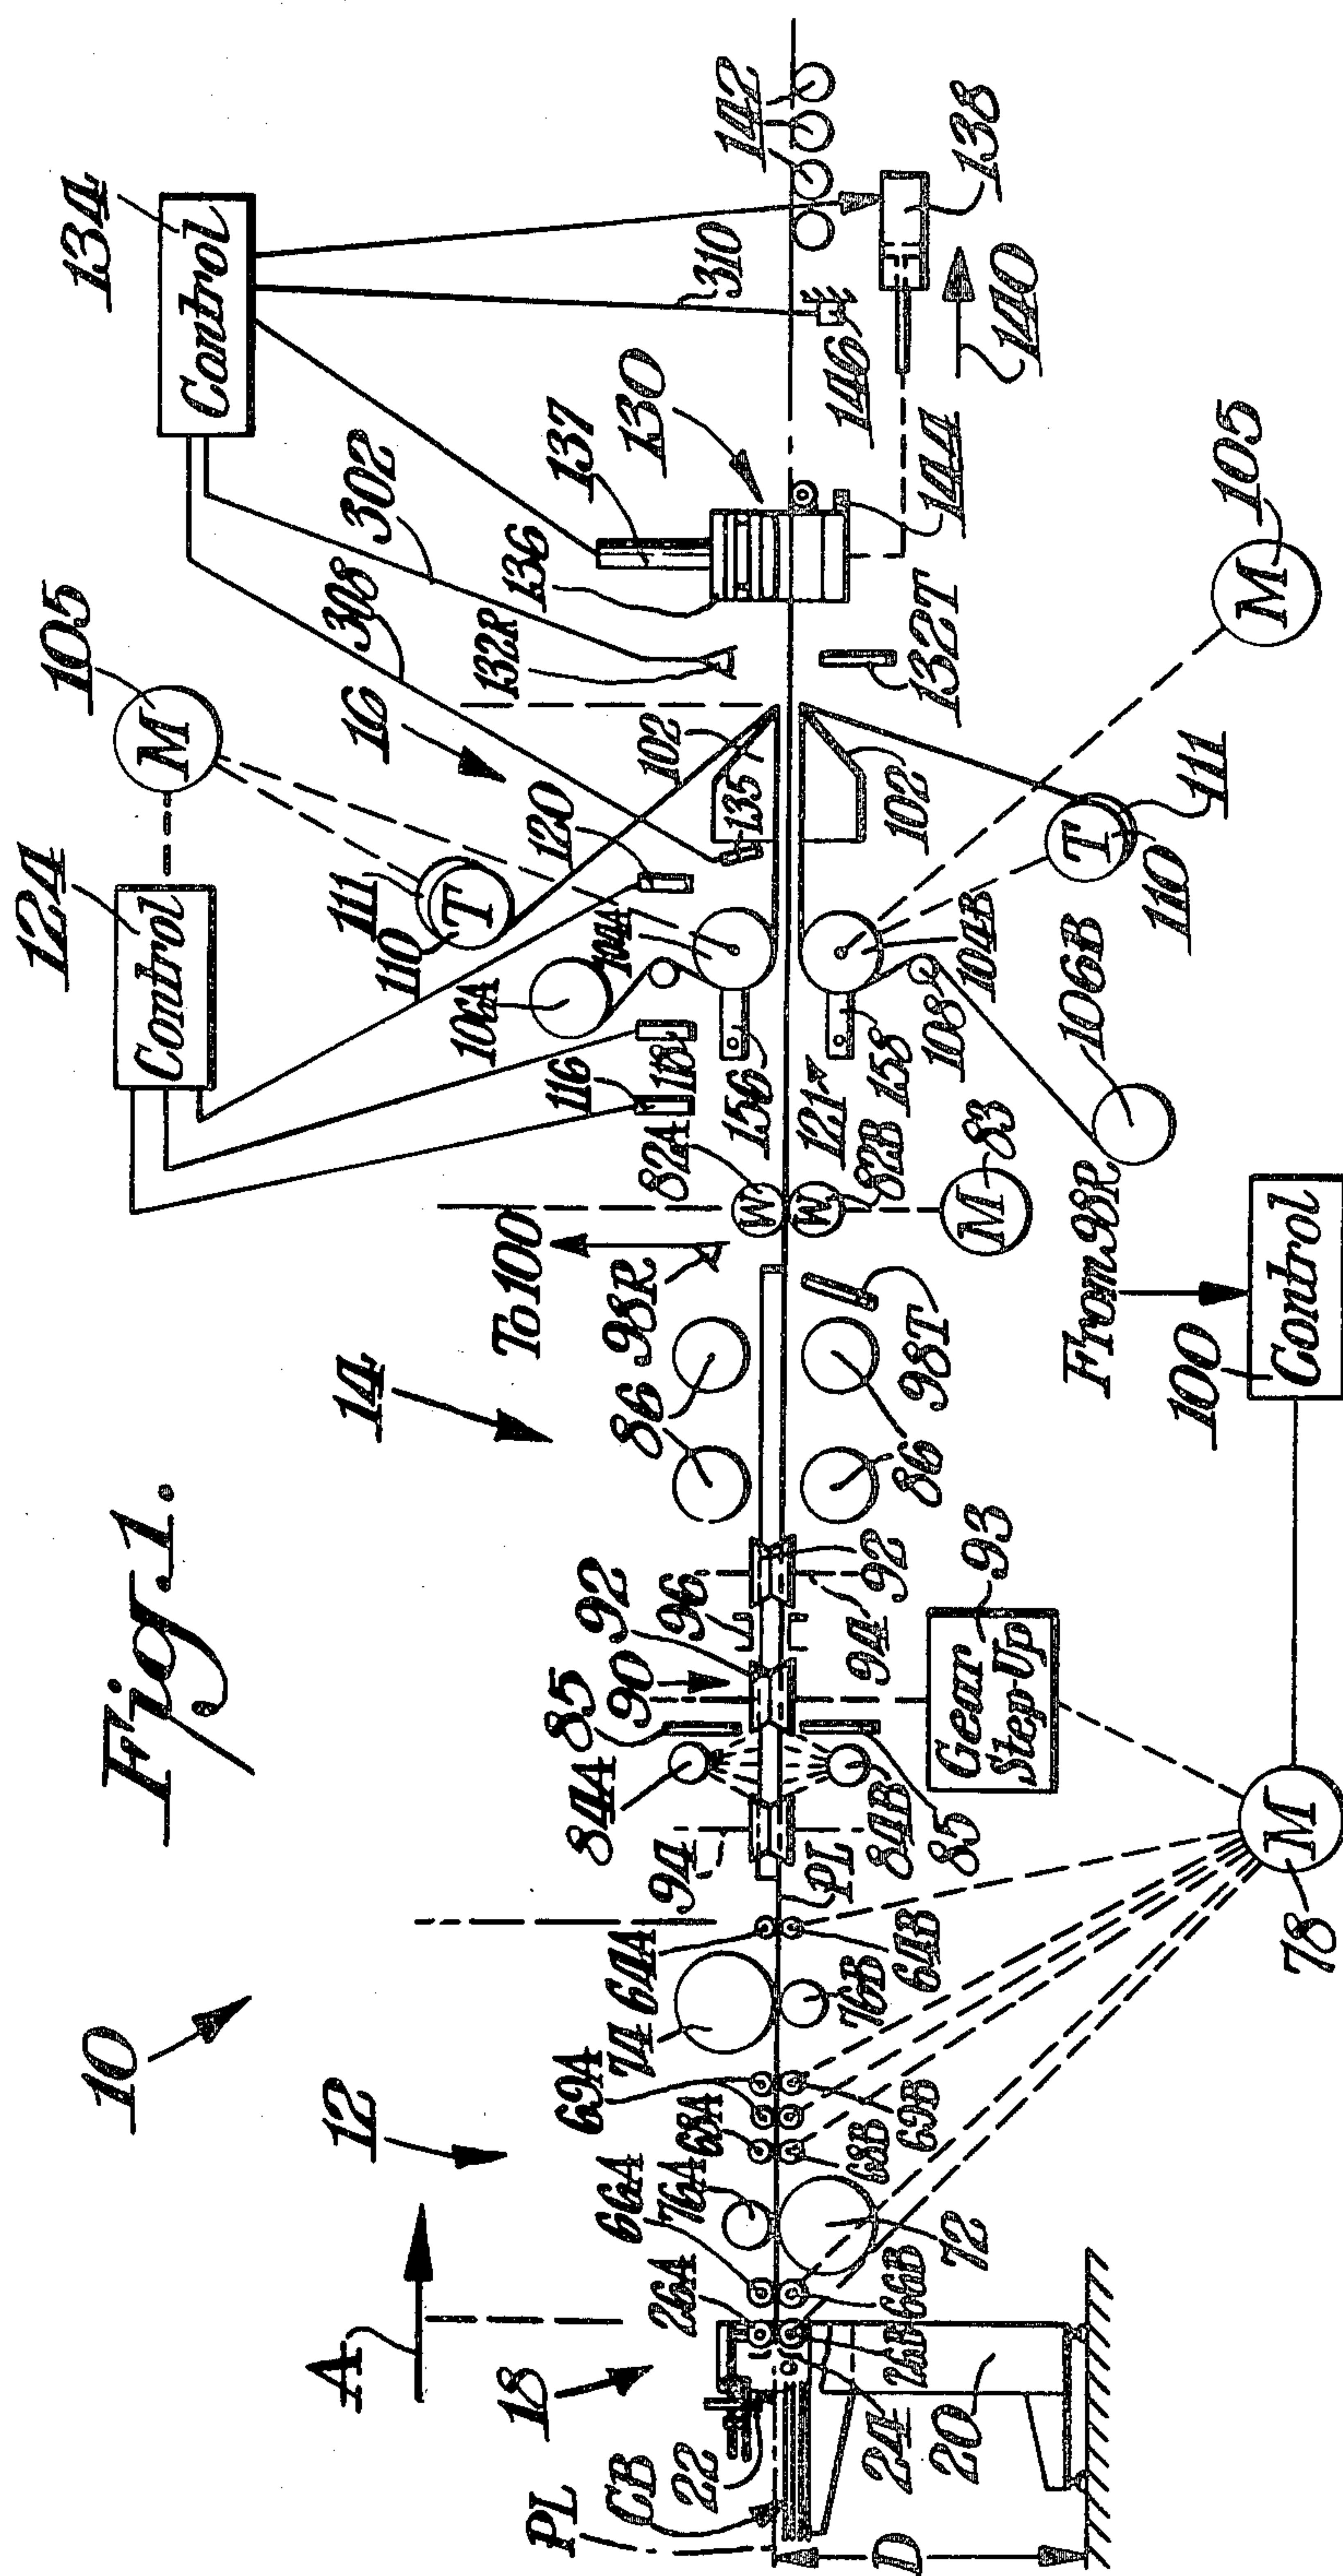 Fig. 1.
10
12
14
16
A
18
PL
CB
22
D
24
20
26A
26B
66A
66B
76A
72
68A
68B
69A
69B
74
64A
76B
64B
PL
94
84A
85
90
92
96
84B
85
94
92
Gear
Step-Up
93
M
78
86
86
98R
98T
To 100
From 98R
100
Control
82A
W
W
82B
M
83
116
118
120
121
156
158
106A
104A
104B
108
106B
110
111
T
102
135
102
T
110
111
M
105
M
105
124
Control
308
302
132R
132T
136
137
130
144
146
310
134
Control
142
138
140